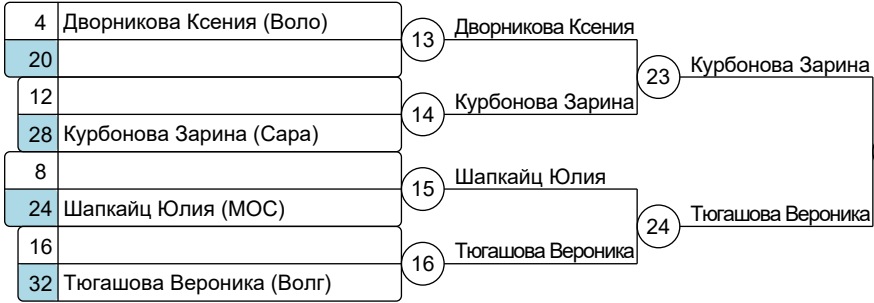 4 Дворникова Ксения (Воло)
20
13 Дворникова Ксения
12
28 Курбонова Зарина (Сара)
14 Курбонова Зарина
23 Курбонова Зарина
8
24 Шапкайц Юлия (МОС)
15 Шапкайц Юлия
16
32 Тюгашова Вероника (Волг)
16 Тюгашова Вероника
24 Тюгашова Вероника